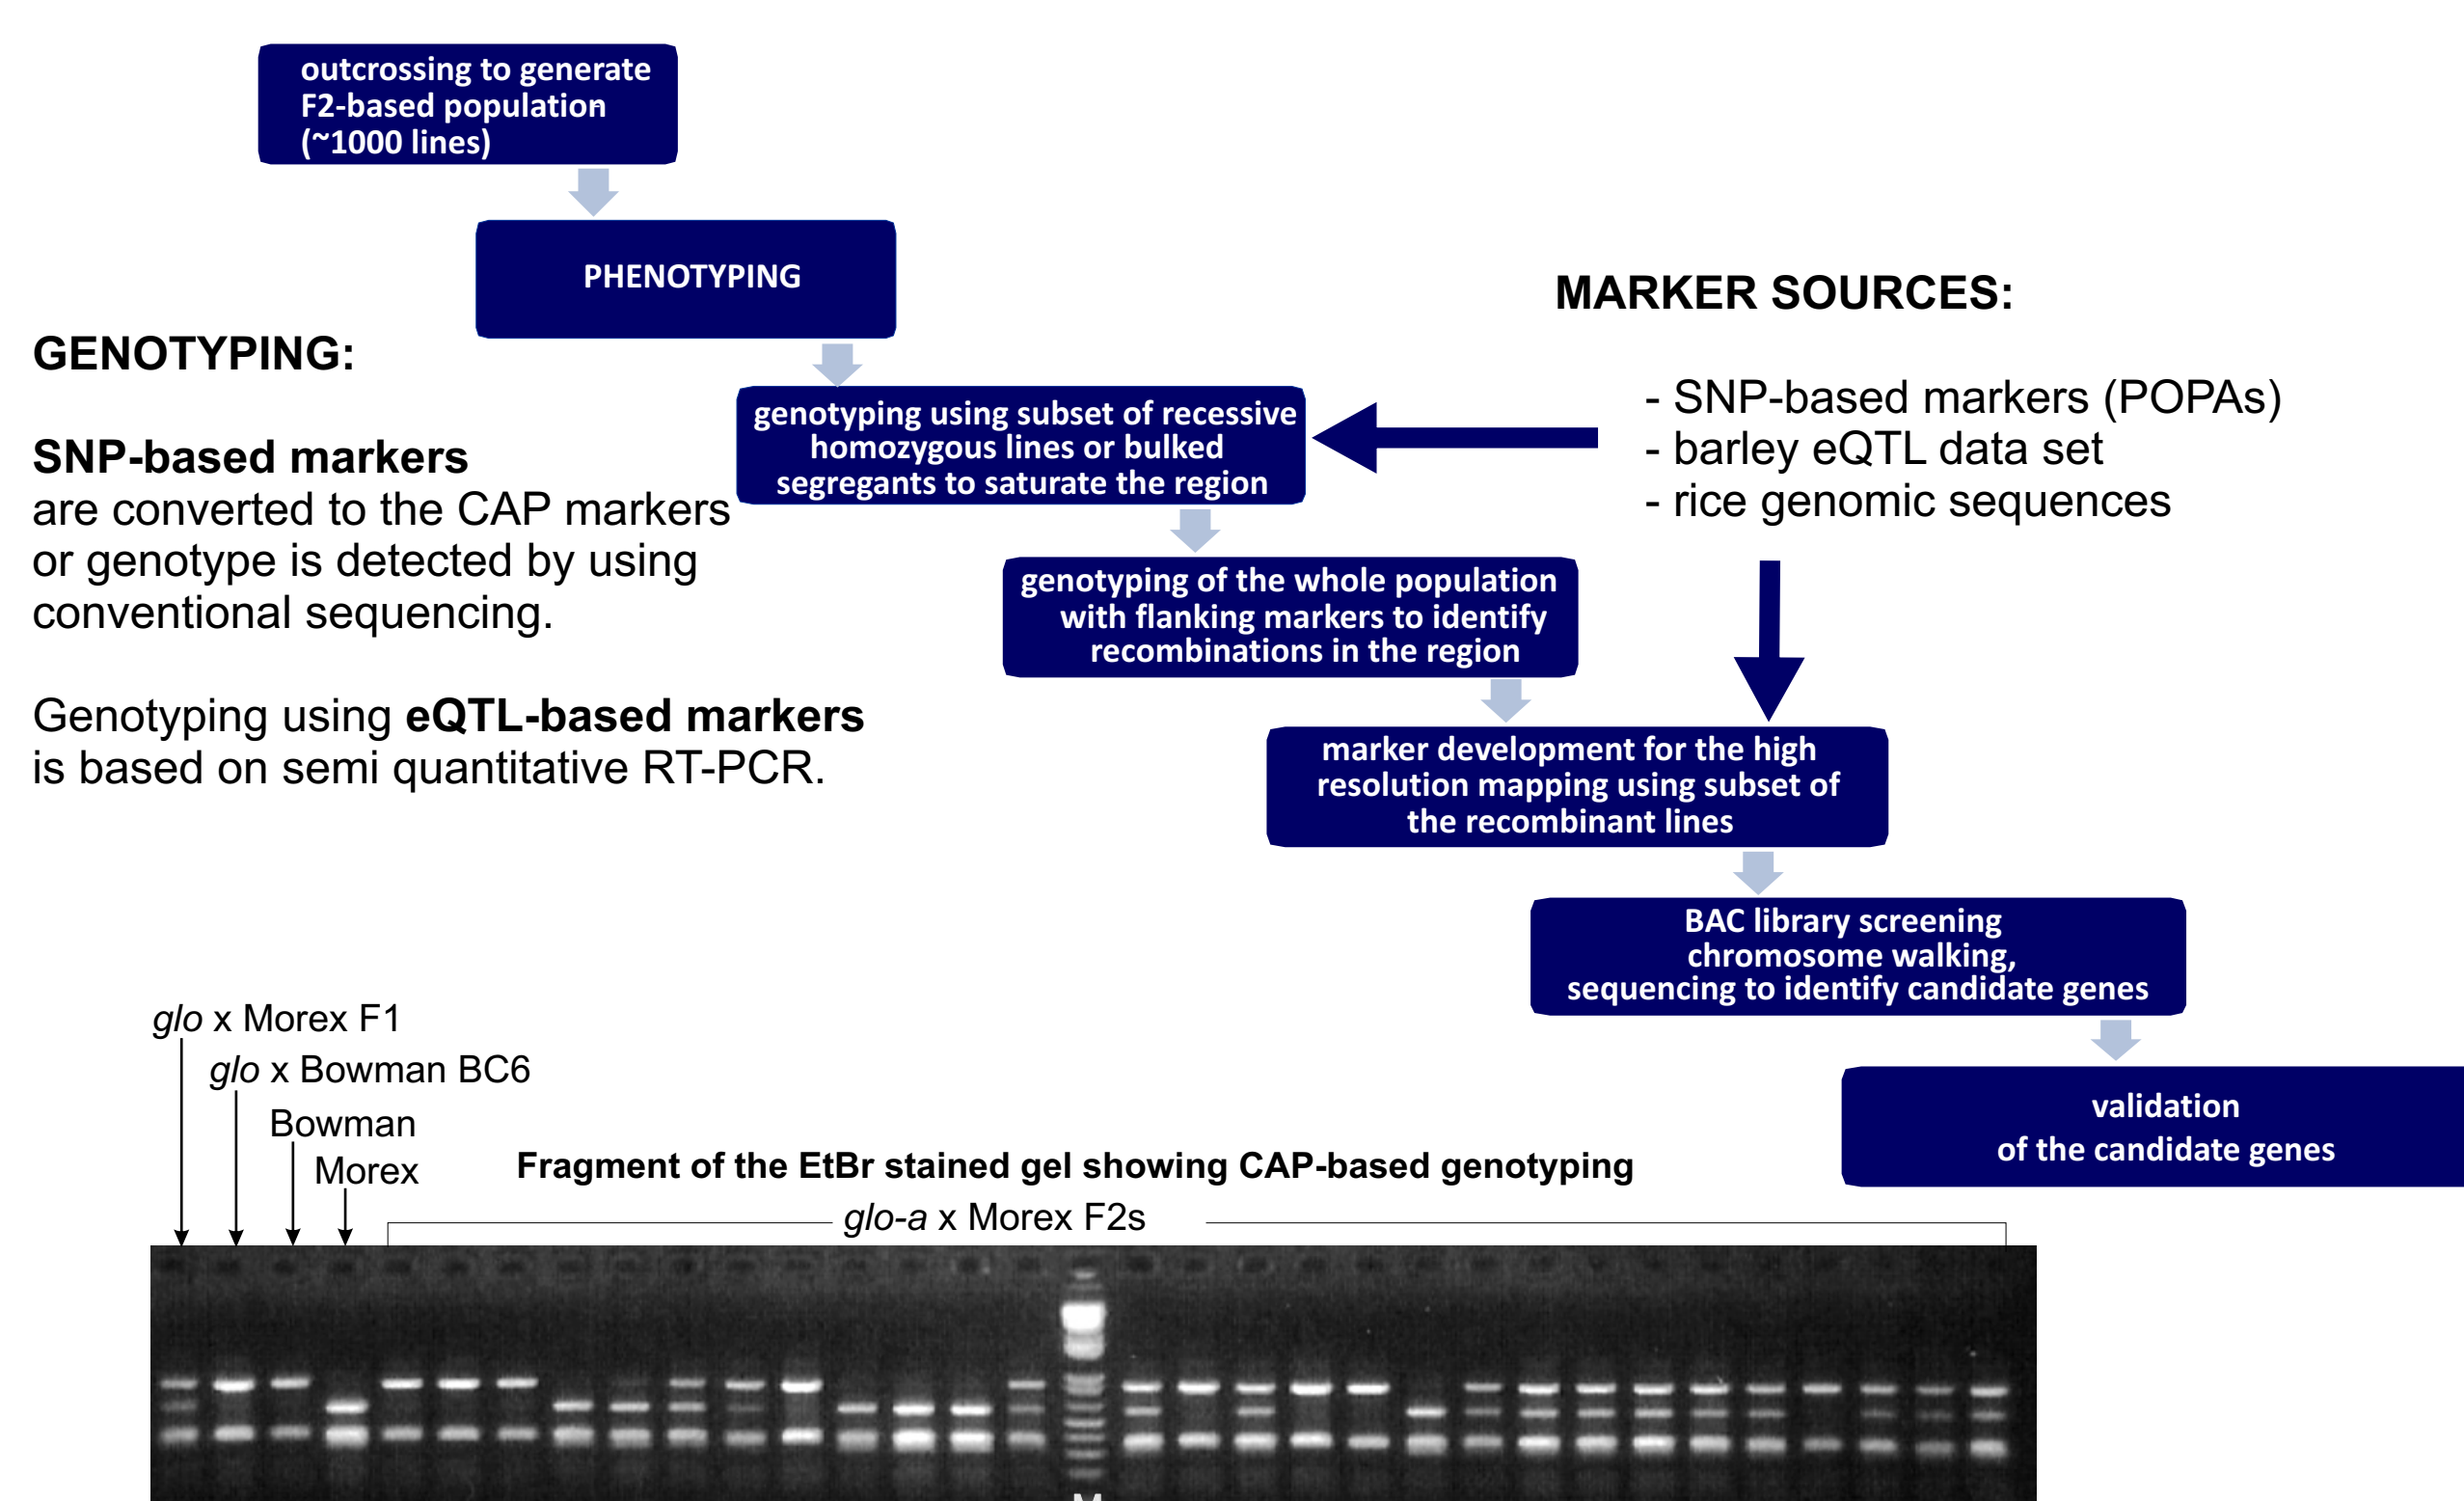 outcrossing to generate
F2-based population
(~1000 lines)
PHENOTYPING
GENOTYPING:
SNP-based markers
are converted to the CAP markers
or genotype is detected by using
conventional sequencing.
Genotyping using eQTL-based markers
is based on semi quantitative RT-PCR.
MARKER SOURCES:
- SNP-based markers (POPAs)
- barley eQTL data set
- rice genomic sequences
genotyping using subset of recessive
homozygous lines or bulked
segregants to saturate the region
genotyping of the whole population
with flanking markers to identify
recombinations in the region
marker development for the high
resolution mapping using subset of
the recombinant lines
BAC library screening
chromosome walking,
sequencing to identify candidate genes
validation
of the candidate genes
glo x Morex F1
glo x Bowman BC6
Bowman
Morex
Fragment of the EtBr stained gel showing CAP-based genotyping
glo-a x Morex F2s
M